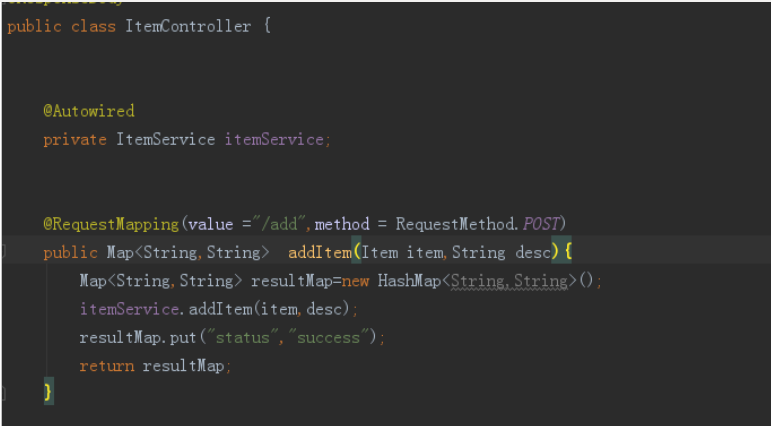 public class ItemController {
@Autowired
private ItemService itemService;
@RequestMapping(value ="/add",method = RequestMethod.POST)
public Map<String,String>  addItem(Item item,String desc){
Map<String,String> resultMap=new HashMap<String,String>();
itemService.addItem(item,desc);
resultMap.put("status","success");
return resultMap;
}